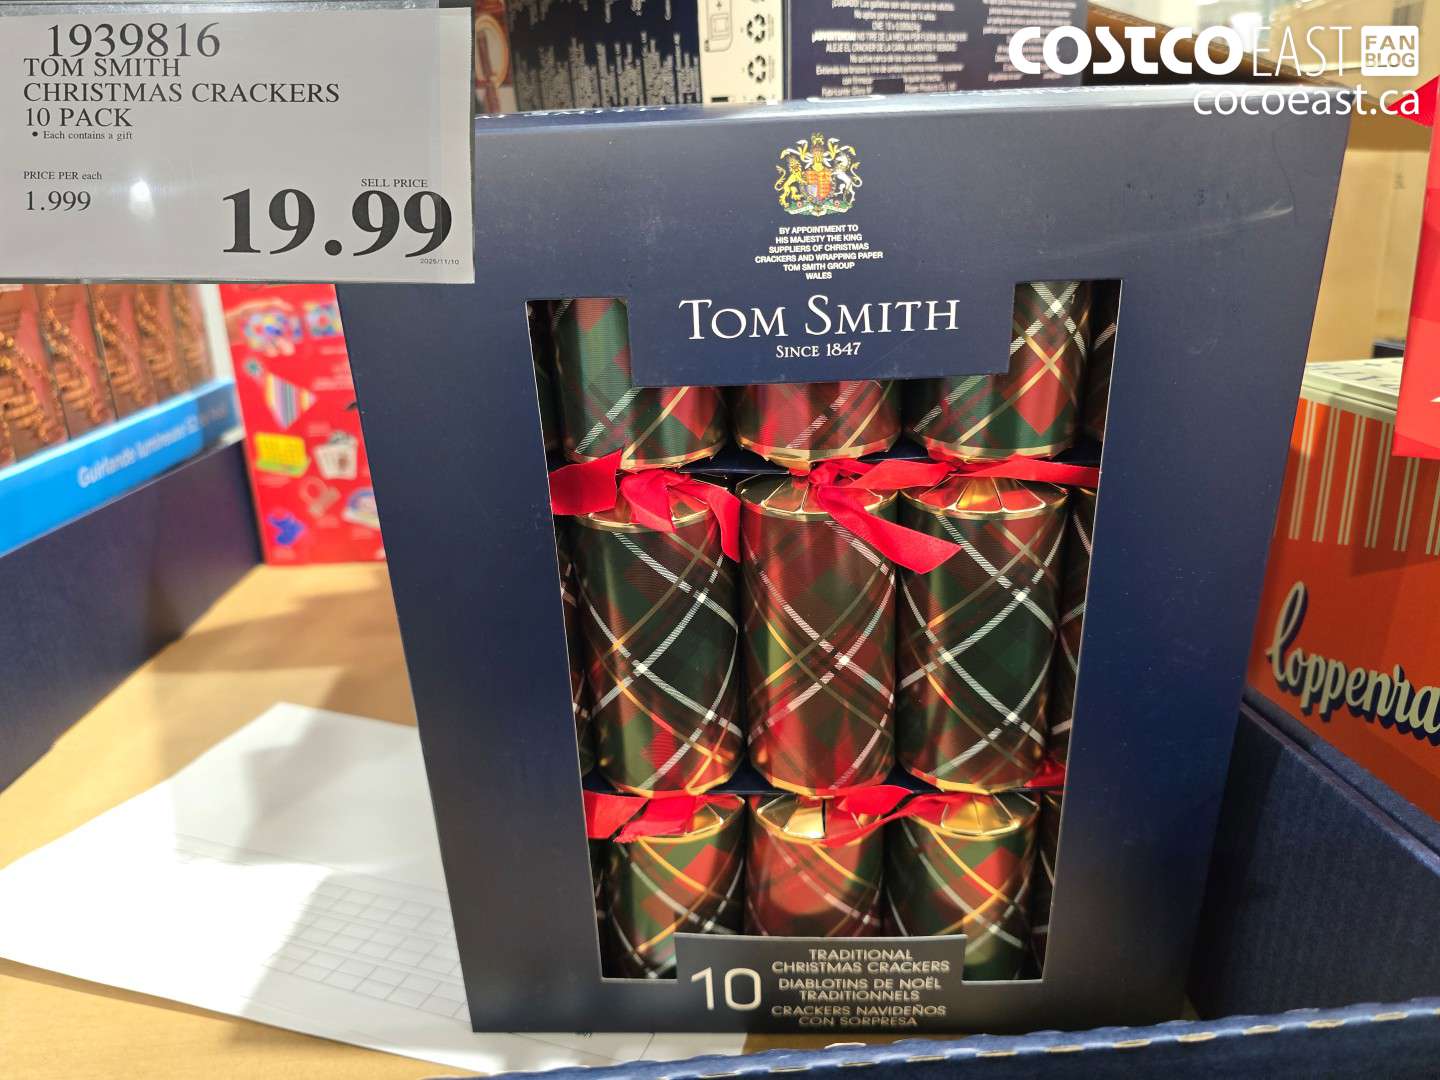 1939816
TOM SMITH
CHRISTMAS CRACKERS
10 PACK
• Each contains a gift
PRICE PER each
1.999
SELL PRICE
19.99
2025/11/10
COSTCO EAST FAN BLOG
cocoeast.ca
BY APPOINTMENT TO
HIS MAJESTY THE KING
SUPPLIERS OF CHRISTMAS
CRACKERS AND WRAPPING PAPER
TOM SMITH GROUP
WALES
TOM SMITH
SINCE 1847
10
TRADITIONAL
CHRISTMAS CRACKERS
DIABLOTINS DE NOËL
TRADITIONNELS
CRACKERS NAVIDEÑOS
CON SORPRESA
Guirlande lumineuse